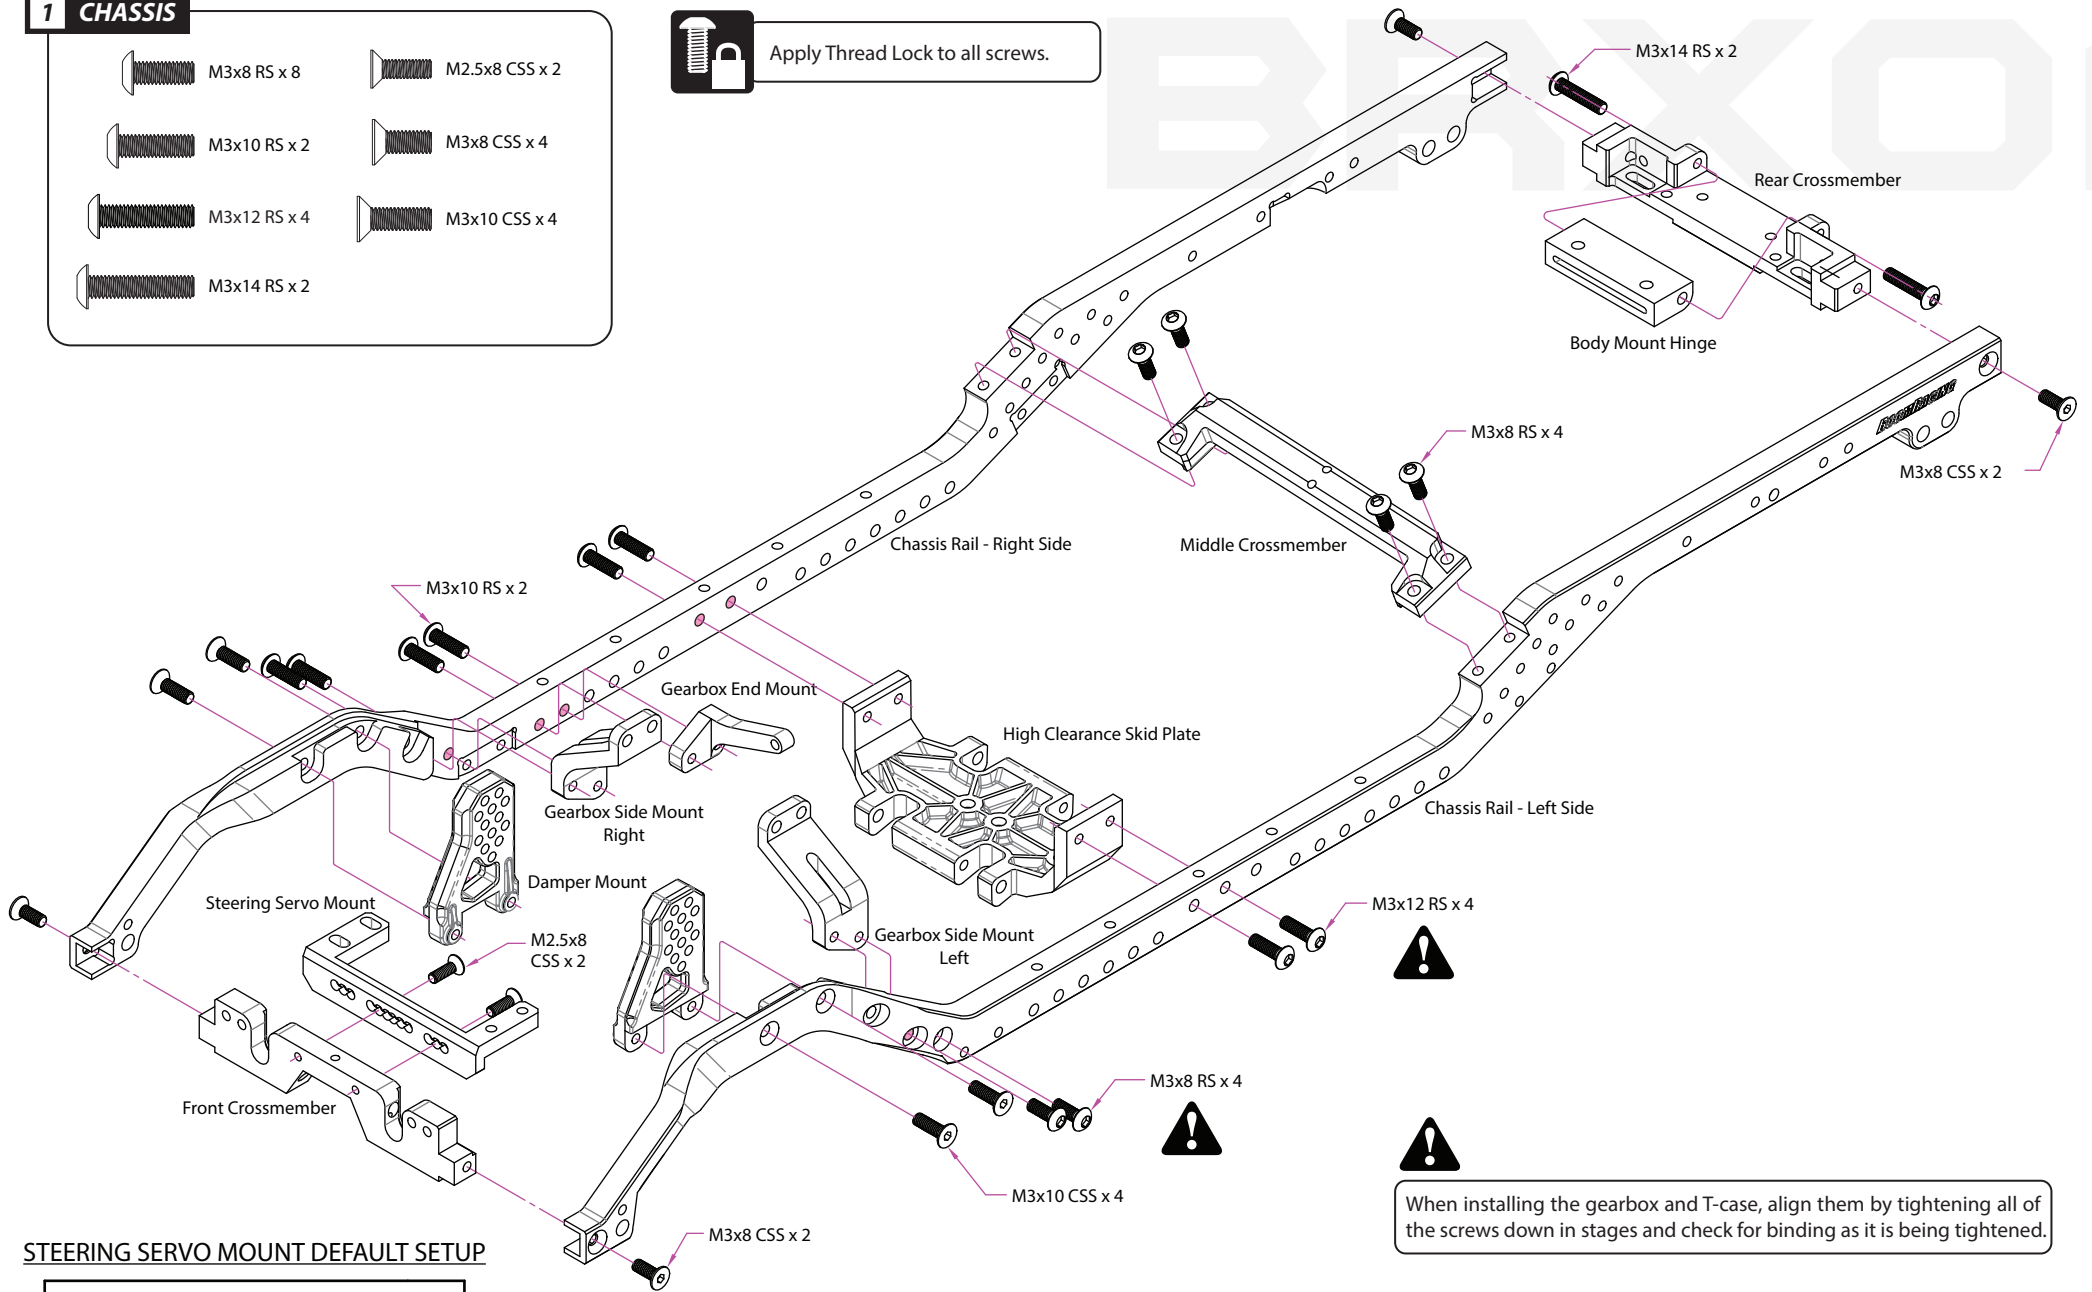 1 CHASSIS
M3x8 RS x 8
M2.5x8 CSS x 2
M3x10 RS x 2
M3x8 CSS x 4
M3x12 RS x 4
M3x10 CSS x 4
M3x14 RS x 2
Apply Thread Lock to all screws.
M3x14 RS x 2
Rear Crossmember
Body Mount Hinge
BOOMRACING
M3x8 RS x 4
M3x8 CSS x 2
Chassis Rail - Right Side
Middle Crossmember
M3x10 RS x 2
Gearbox End Mount
High Clearance Skid Plate
Gearbox Side Mount
Right
Chassis Rail - Left Side
Damper Mount
Steering Servo Mount
M2.5x8
CSS x 2
Gearbox Side Mount
Left
M3x12 RS x 4
Front Crossmember
M3x8 RS x 4
M3x10 CSS x 4
M3x8 CSS x 2
When installing the gearbox and T-case, align them by tightening all of
the screws down in stages and check for binding as it is being tightened.
STEERING SERVO MOUNT DEFAULT SETUP